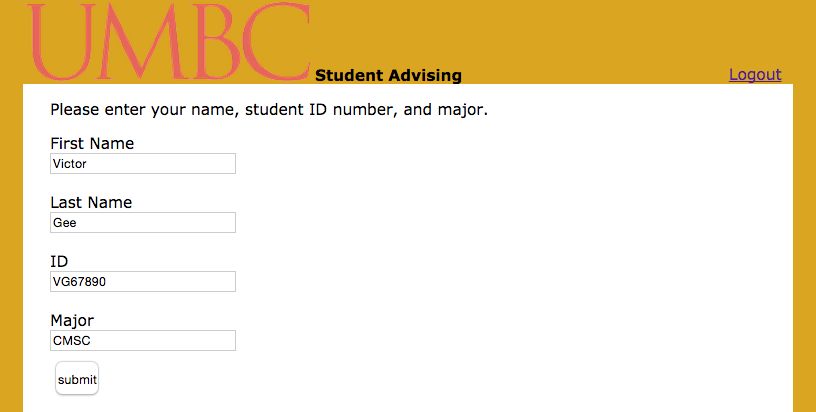 UMBC Student Advising Logout
Please enter your name, student ID number, and major.
First Name
Victor
Last Name
Gee
ID
VG67890
Major
CMSC
submit